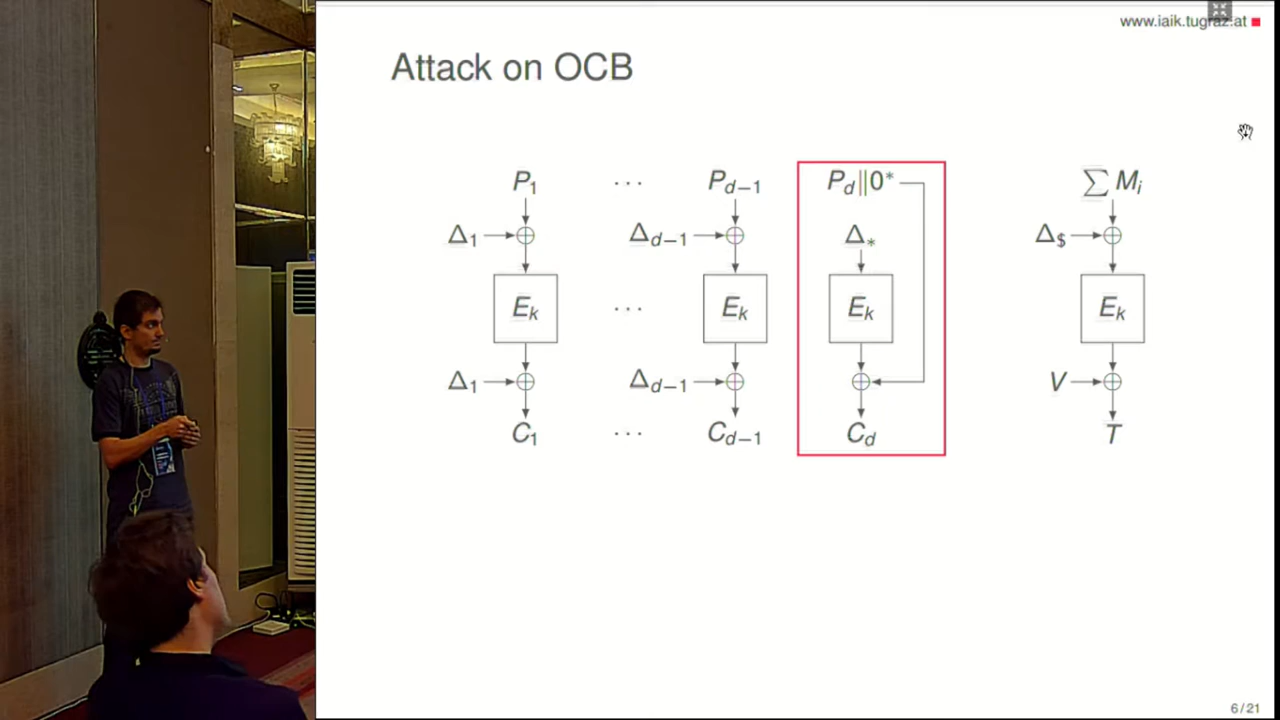 www.iaik.tugraz.at
Attack on OCB
P₁ ··· P_{d−1} P_d‖0* ∑ M_i
Δ₁ Δ_{d−1} Δ_* Δ_$
E_k ··· E_k E_k E_k
Δ₁ Δ_{d−1} V
C₁ ··· C_{d−1} C_d T
6/21